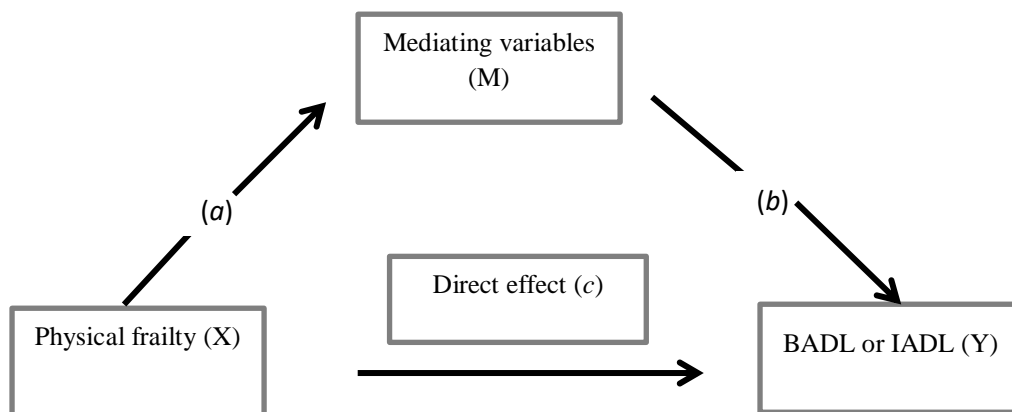 Mediating variables
(M)
(a)
(b)
Direct effect (c)
Physical frailty (X)
BADL or IADL (Y)